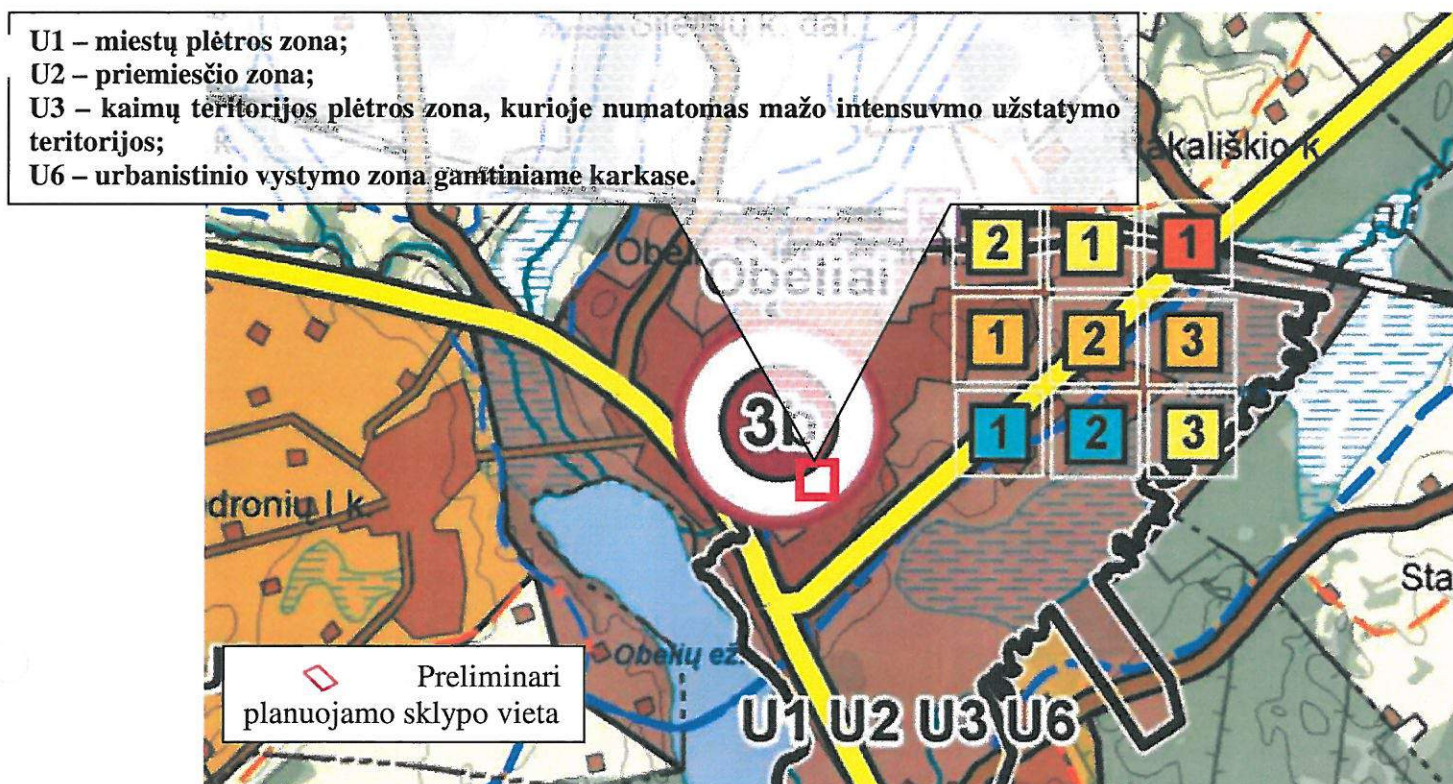 U1 – miestų plėtros zona;
U2 – priemiesčio zona;
U3 – kaimų teritorijos plėtros zona, kurioje numatomas mažo intensuvmo užstatymo
teritorijos;
U6 – urbanistinio vystymo zona gamtiniame karkase.
akališkio k
Obeliai
2 1 1
1 2 3
1 2 3
3b
dronių I k
Sta
Obelių ež.
Preliminari
planuojamo sklypo vieta
U1 U2 U3 U6